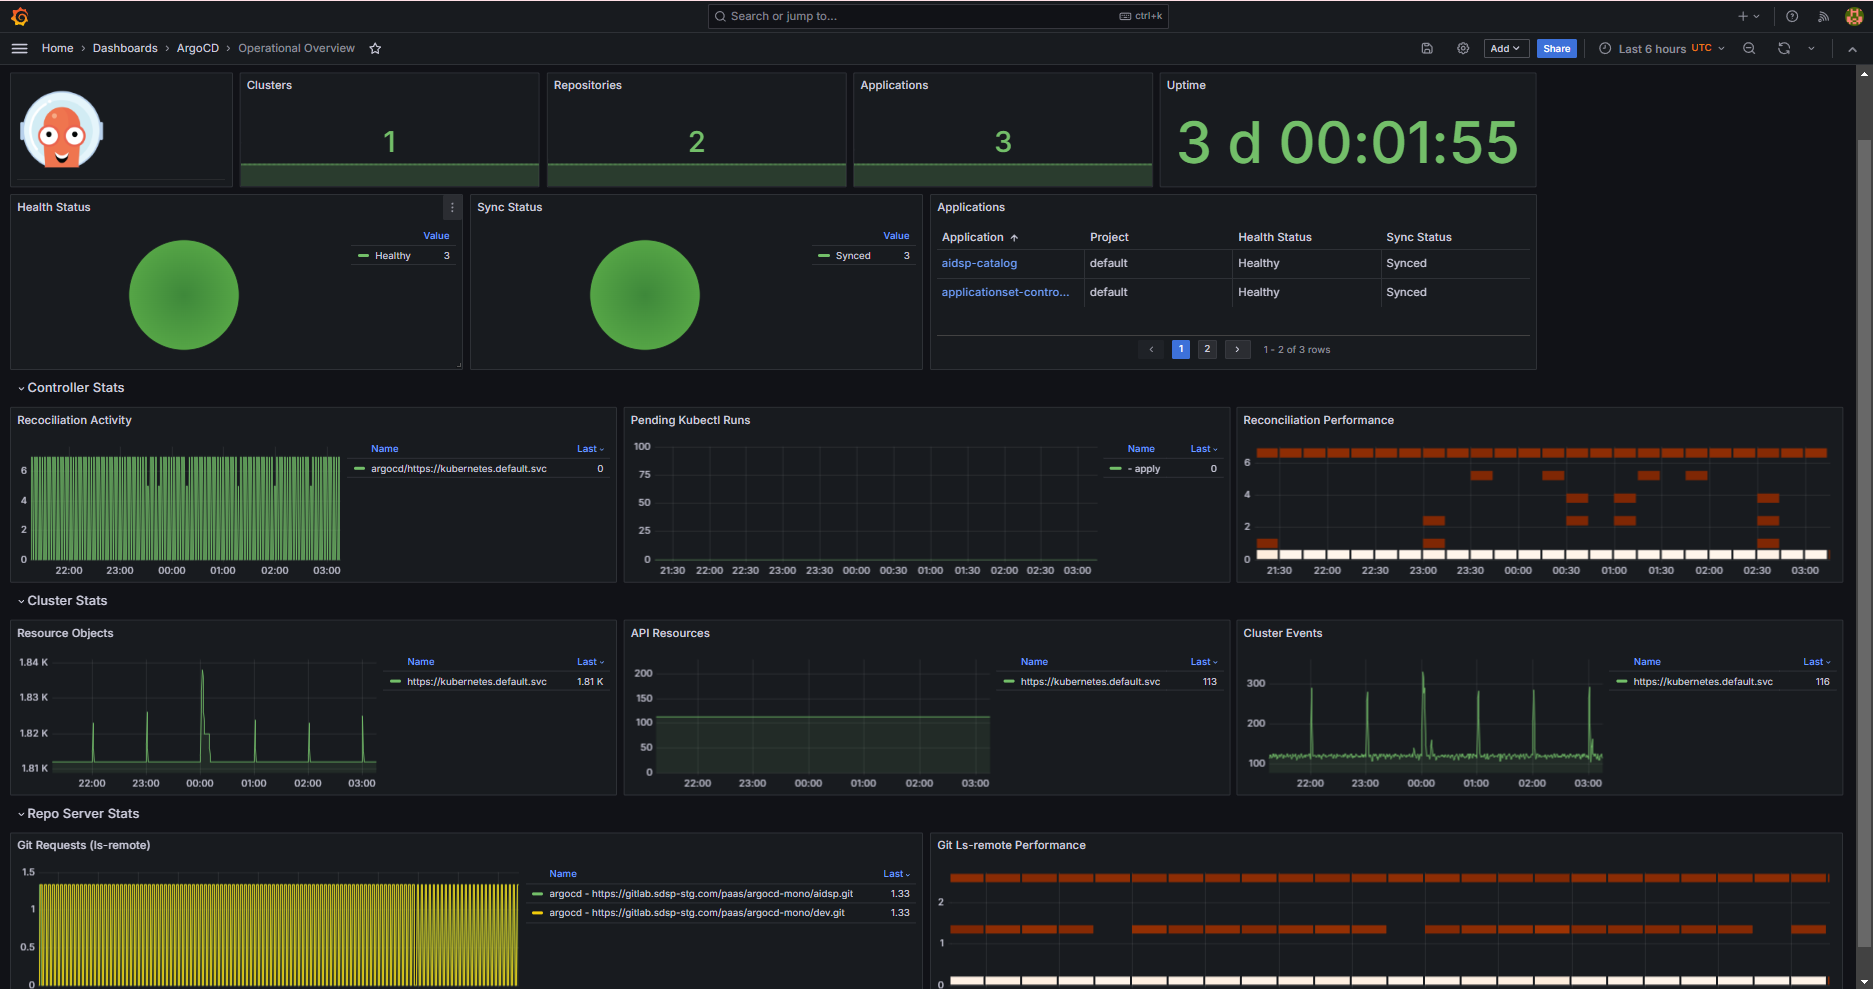 Search or jump to...
ctrl+k
Home › Dashboards › ArgoCD › Operational Overview
Add
Share
Last 6 hours UTC
Clusters
1
Repositories
2
Applications
3
Uptime
3 d 00:01:55
Health Status
Value
Healthy 3
Sync Status
Value
Synced 3
Applications
Application Project Health Status Sync Status
aidsp-catalog default Healthy Synced
applicationset-contro... default Healthy Synced
1 2 1 - 2 of 3 rows
Controller Stats
Recociliation Activity
6
4
2
0
22:00 23:00 00:00 01:00 02:00 03:00
Name Last
argocd/https://kubernetes.default.svc 0
Pending Kubectl Runs
100
75
50
25
0
21:30 22:00 22:30 23:00 23:30 00:00 00:30 01:00 01:30 02:00 02:30 03:00
Name Last
- apply 0
Reconciliation Performance
6
4
2
0
21:30 22:00 22:30 23:00 23:30 00:00 00:30 01:00 01:30 02:00 02:30 03:00
Cluster Stats
Resource Objects
1.84 K
1.83 K
1.82 K
1.81 K
22:00 23:00 00:00 01:00 02:00 03:00
Name Last
https://kubernetes.default.svc 1.81 K
API Resources
200
150
100
50
0
22:00 23:00 00:00 01:00 02:00 03:00
Name Last
https://kubernetes.default.svc 113
Cluster Events
300
200
100
22:00 23:00 00:00 01:00 02:00 03:00
Name Last
https://kubernetes.default.svc 116
Repo Server Stats
Git Requests (ls-remote)
1.5
1
0.5
0
Name Last
argocd - https://gitlab.sdsp-stg.com/paas/argocd-mono/aidsp.git 1.33
argocd - https://gitlab.sdsp-stg.com/paas/argocd-mono/dev.git 1.33
Git Ls-remote Performance
2
1
0